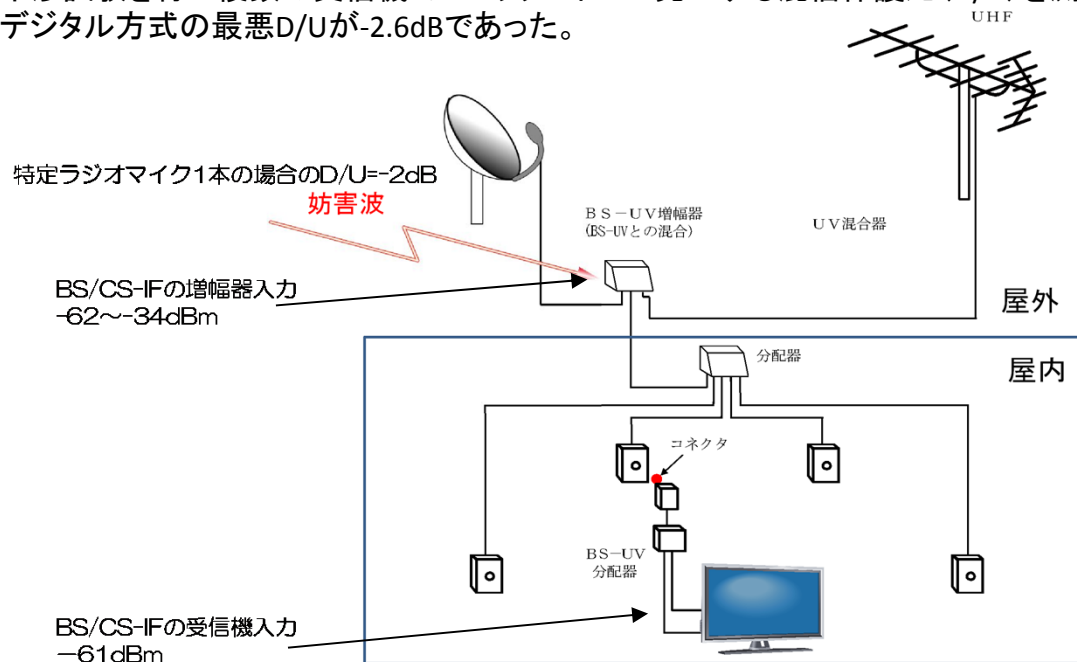 デジタル方式の最悪D/Uが-2.6dBであった。
UHF
特定ラジオマイク1本の場合のD/U=-2dB
妨害波
BS-UV増幅器
(BS-UVとの混合)
UV混合器
BS/CS-IFの増幅器入力
-62~-34dBm
屋外
分配器
屋内
コネクタ
BS-UV
分配器
BS/CS-IFの受信機入力
-61dBm